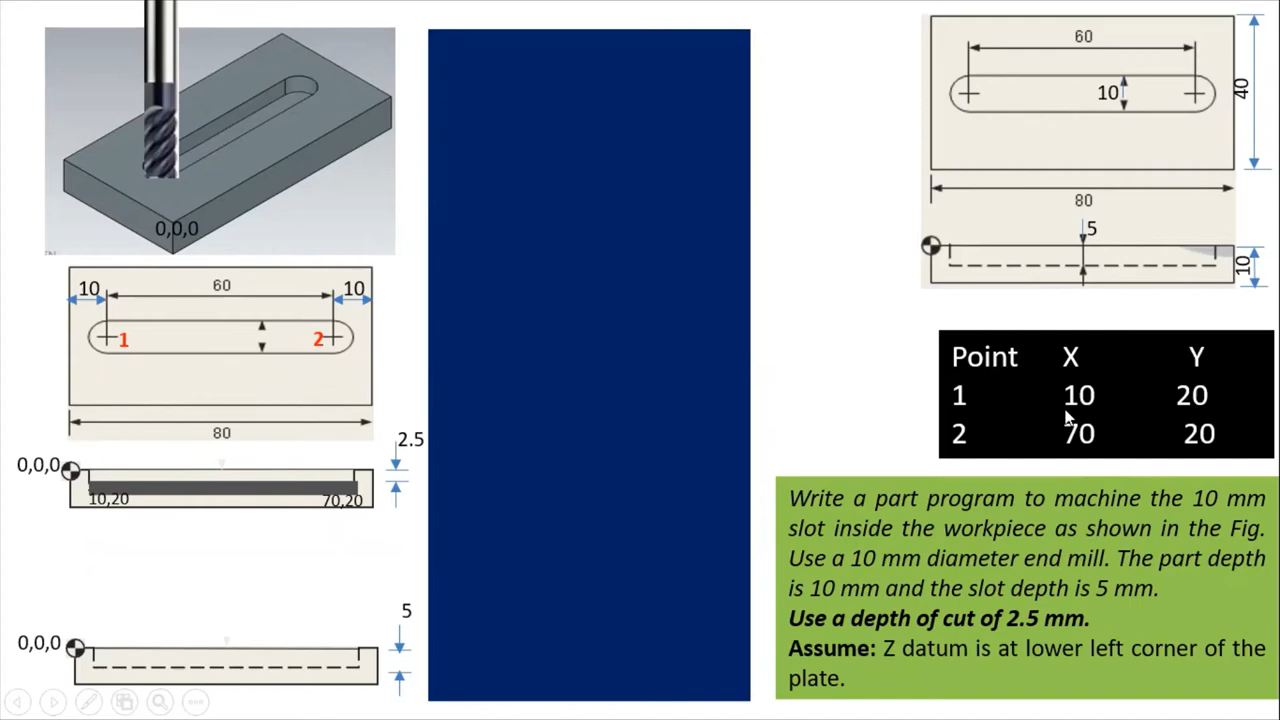 0,0,0
10
60
10
1
2
80
0,0,0
2.5
10,20
70,20
5
0,0,0
60
10
40
80
5
10
Point X Y
1 10 20
2 70 20
Write a part program to machine the 10 mm
slot inside the workpiece as shown in the Fig.
Use a 10 mm diameter end mill. The part depth
is 10 mm and the slot depth is 5 mm.
Use a depth of cut of 2.5 mm.
Assume: Z datum is at lower left corner of the
plate.